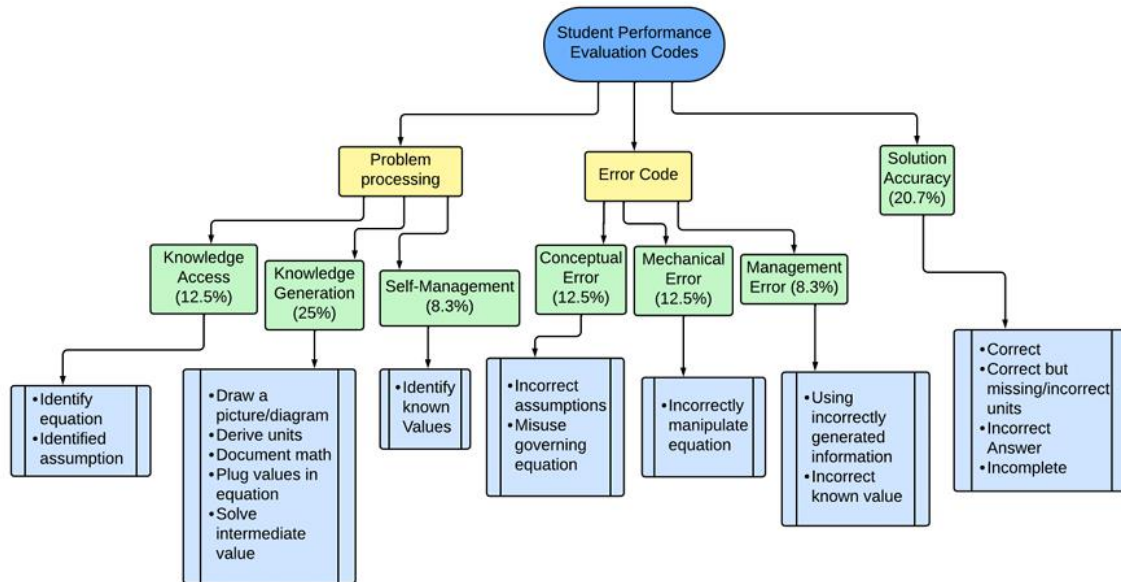 Student Performance
Evaluation Codes
Problem
processing
Error Code
Solution
Accuracy
(20.7%)
Knowledge
Access
(12.5%)
Knowledge
Generation
(25%)
Self-Management
(8.3%)
Conceptual
Error
(12.5%)
Mechanical
Error
(12.5%)
Management
Error (8.3%)
•Identify
equation
•Identified
assumption
•Draw a
picture/diagram
•Derive units
•Document math
•Plug values in
equation
•Solve
intermediate
value
•Identify
known
Values
•Incorrect
assumptions
•Misuse
governing
equation
•Incorrectly
manipulate
equation
•Using
incorrectly
generated
information
•Incorrect
known value
•Correct
•Correct but
missing/incorrect
units
•Incorrect
Answer
•Incomplete